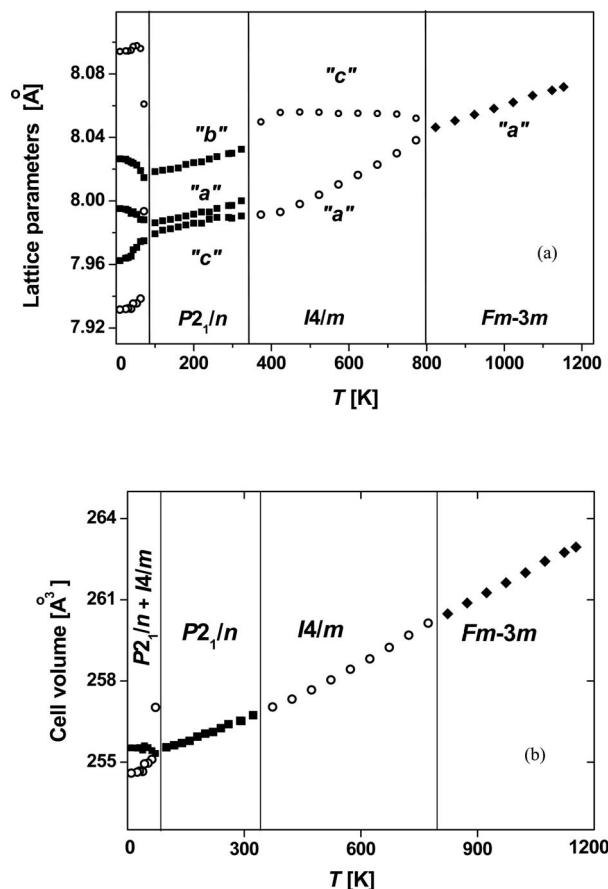 8.08
8.04
8.00
7.96
7.92
Lattice parameters [Å]
"b"
"a"
"c"
"c"
"a"
"a"
(a)
P2₁/n
I4/m
Fm-3m
0 200 400 600 800 1000 1200
T [K]
264
261
258
255
Cell volume [Å³]
P2₁/n + I4/m
P2₁/n
I4/m
Fm-3m
(b)
0 300 600 900 1200
T [K]